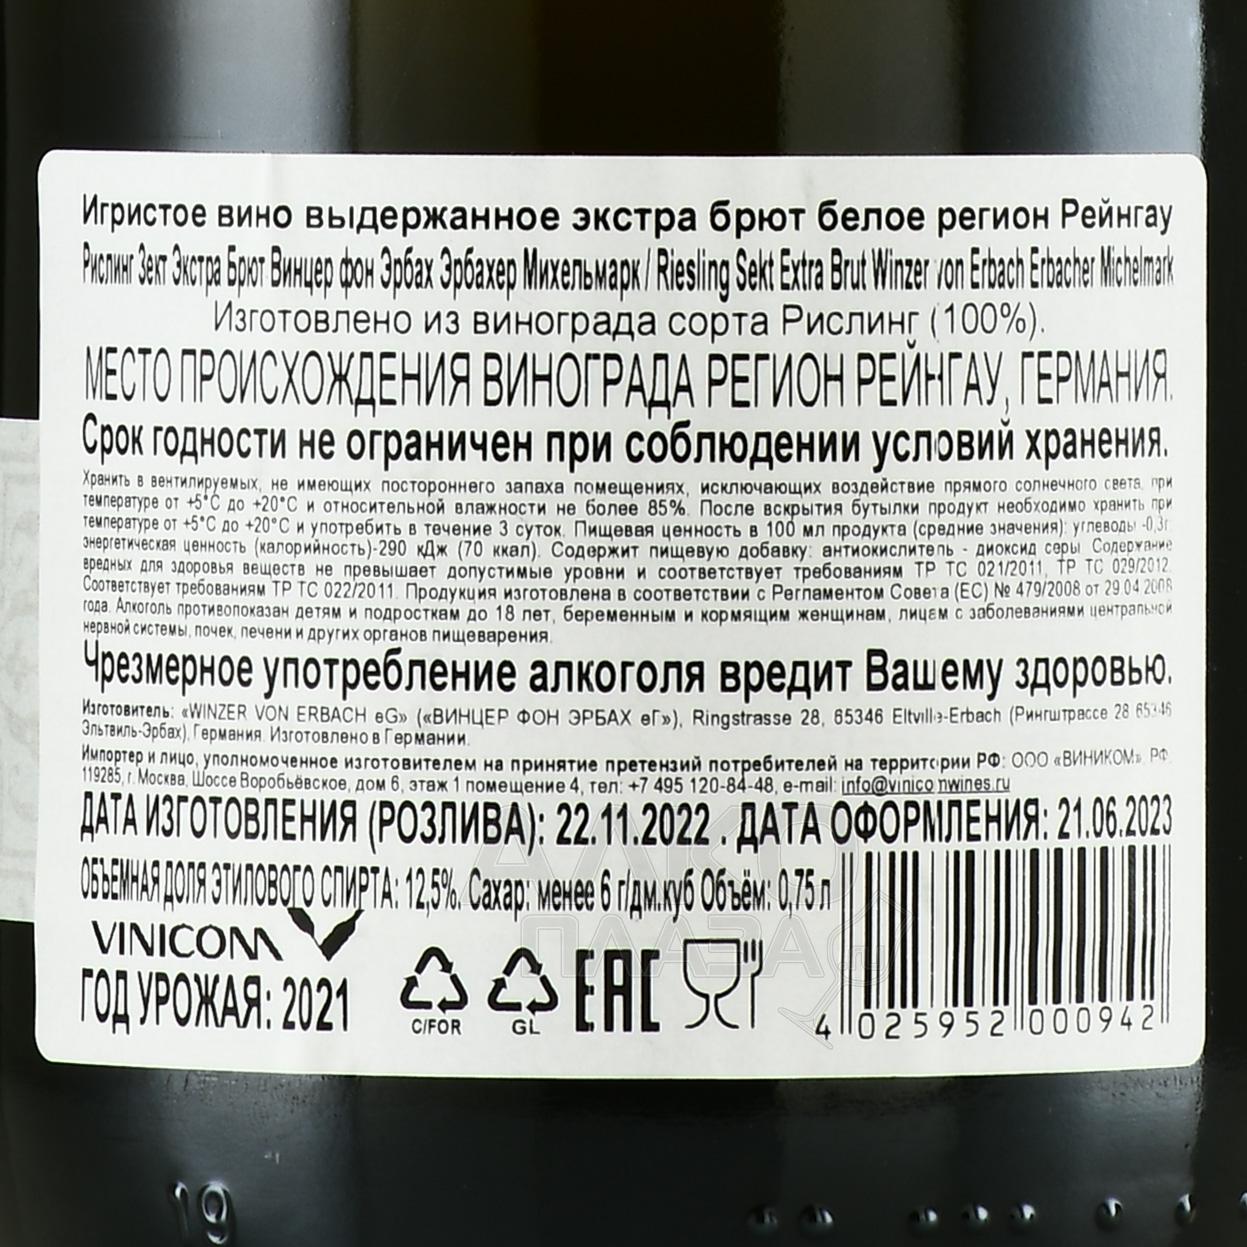 Игристое вино выдержанное экстра брют белое регион Рейнгау
Рислинг Зект Экстра Брют Винцер фон Эрбах Эрбахер Михельмарк / Riesling Sekt Extra Brut Winzer von Erbach Erbacher Michelmark
Изготовлено из винограда сорта Рислинг (100%).
МЕСТО ПРОИСХОЖДЕНИЯ ВИНОГРАДА РЕГИОН РЕЙНГАУ, ГЕРМАНИЯ.
Срок годности не ограничен при соблюдении условий хранения.
Хранить в вентилируемых, не имеющих постороннего запаха помещениях, исключающих воздействие прямого солнечного света, при
температуре от +5°С до +20°С и относительной влажности не более 85%. После вскрытия бутылки продукт необходимо хранить при
температуре от +5°С до +20°С и употребить в течение 3 суток. Пищевая ценность в 100 мл продукта (средние значения): углеводы -0,3г.
энергетическая ценность (калорийность)-290 кДж (70 ккал). Содержит пищевую добавку: антиокислитель - диоксид серы. Содержание
вредных для здоровья веществ не превышает допустимые уровни и соответствует требованиям ТР ТС 021/2011, ТР ТС 029/2012.
Соответствует требованиям ТР ТС 022/2011. Продукция изготовлена в соответствии с Регламентом Совета (ЕС) № 479/2008 от 29.04.2008
года. Алкоголь противопоказан детям и подросткам до 18 лет, беременным и кормящим женщинам, лицам с заболеваниями центральной
нервной системы, почек, печени и других органов пищеварения.
Чрезмерное употребление алкоголя вредит Вашему здоровью.
Изготовитель: «WINZER VON ERBACH eG» («ВИНЦЕР ФОН ЭРБАХ еГ»), Ringstrasse 28, 65346 Eltville-Erbach (Рингштрассе 28 65346
Эльтвиль-Эрбах), Германия. Изготовлено в Германии.
Импортер и лицо, уполномоченное изготовителем на принятие претензий потребителей на территории РФ: ООО «ВИНИКОМ», РФ,
119285, г. Москва, Шоссе Воробьёвское, дом 6, этаж 1 помещение 4, тел: +7 495 120-84-48, e-mail: info@viniconwines.ru
ДАТА ИЗГОТОВЛЕНИЯ (РОЗЛИВА): 22.11.2022 . ДАТА ОФОРМЛЕНИЯ: 21.06.2023
ОБЪЕМНАЯ ДОЛЯ ЭТИЛОВОГО СПИРТА: 12,5%. Сахар: менее 6 г/дм.куб Объём: 0,75 л
VINICOM
ГОД УРОЖАЯ: 2021
C/FOR
GL
EAC
4 025952 000942
АЛКО
ПЛАЗА
19